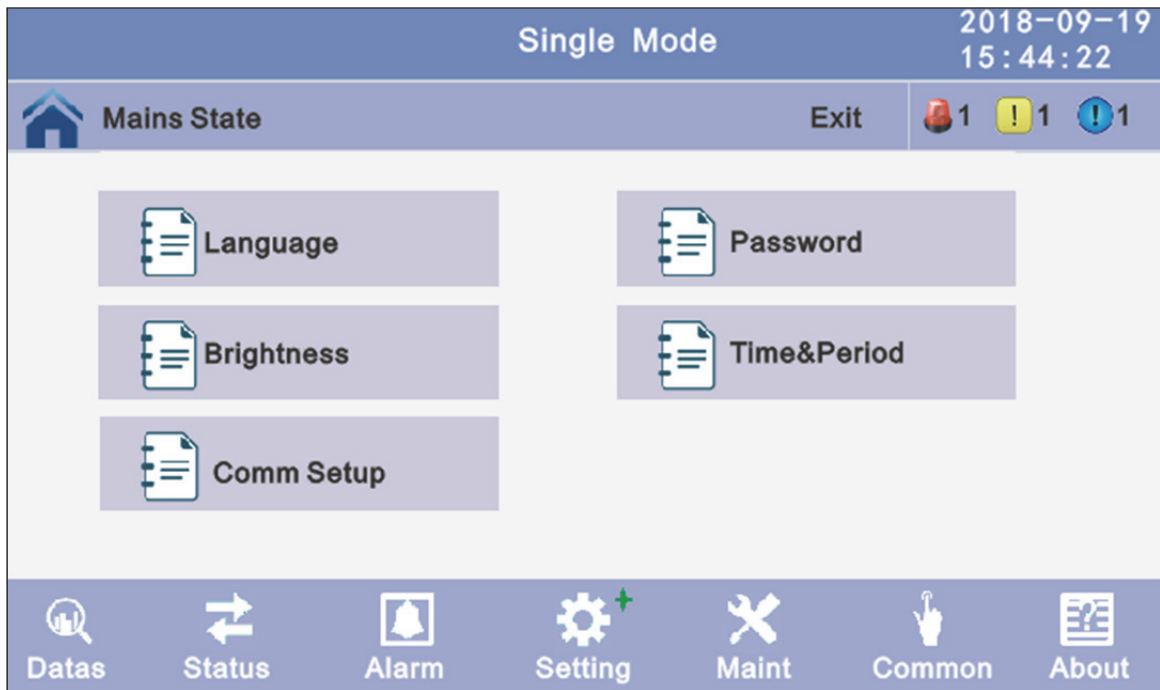 Single Mode
2018-09-19
15:44:22
Mains State
Exit
1
! 1
! 1
Language
Password
Brightness
Time&Period
Comm Setup
Datas
Status
Alarm
Setting
Maint
Common
?
About